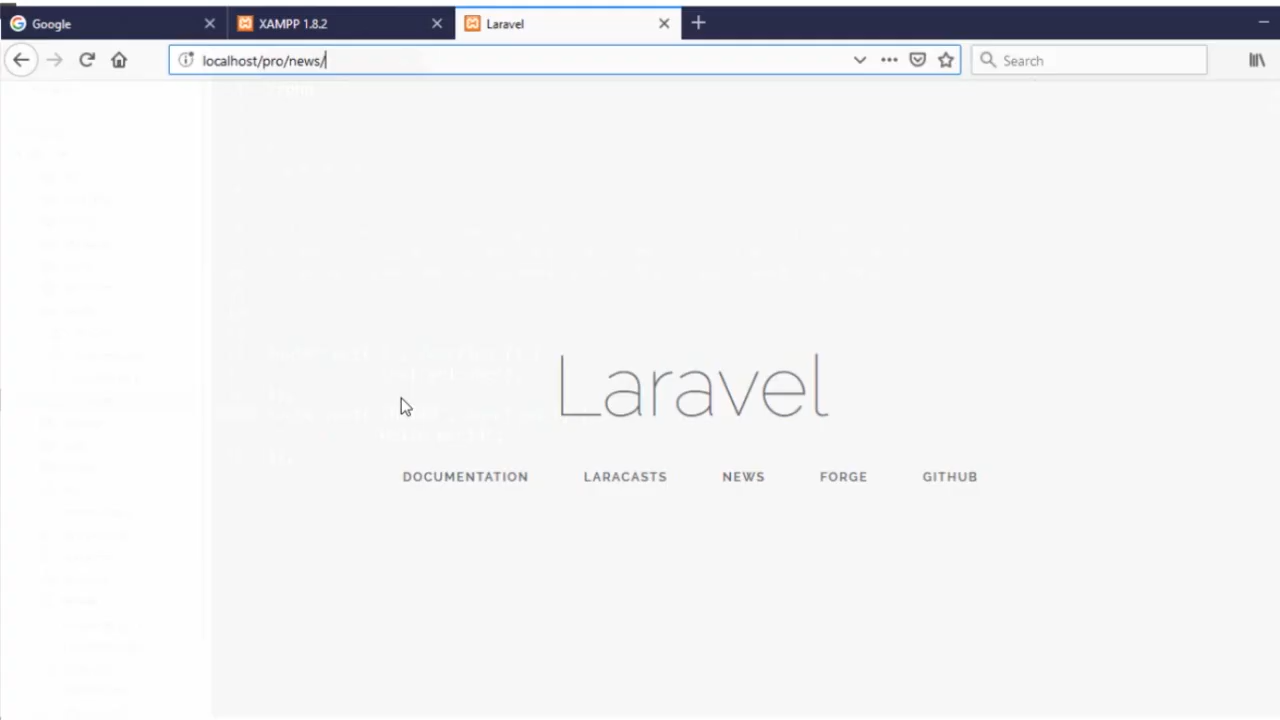 Google
XAMPP 1.8.2
Laravel
localhost/pro/news/
Search
Laravel
DOCUMENTATION LARACASTS NEWS FORGE GITHUB